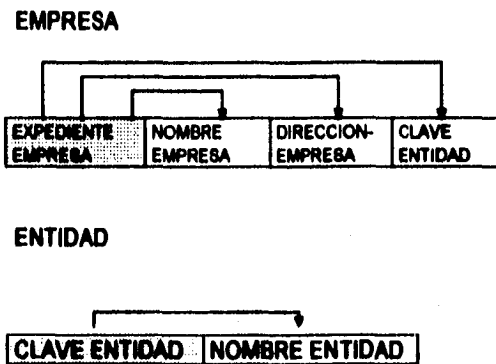 EMPRESA
EXPEDIENTE NOMBRE DIRECCION- CLAVE
EMPRESA EMPRESA EMPRESA ENTIDAD
ENTIDAD
CLAVE ENTIDAD NOMBRE ENTIDAD